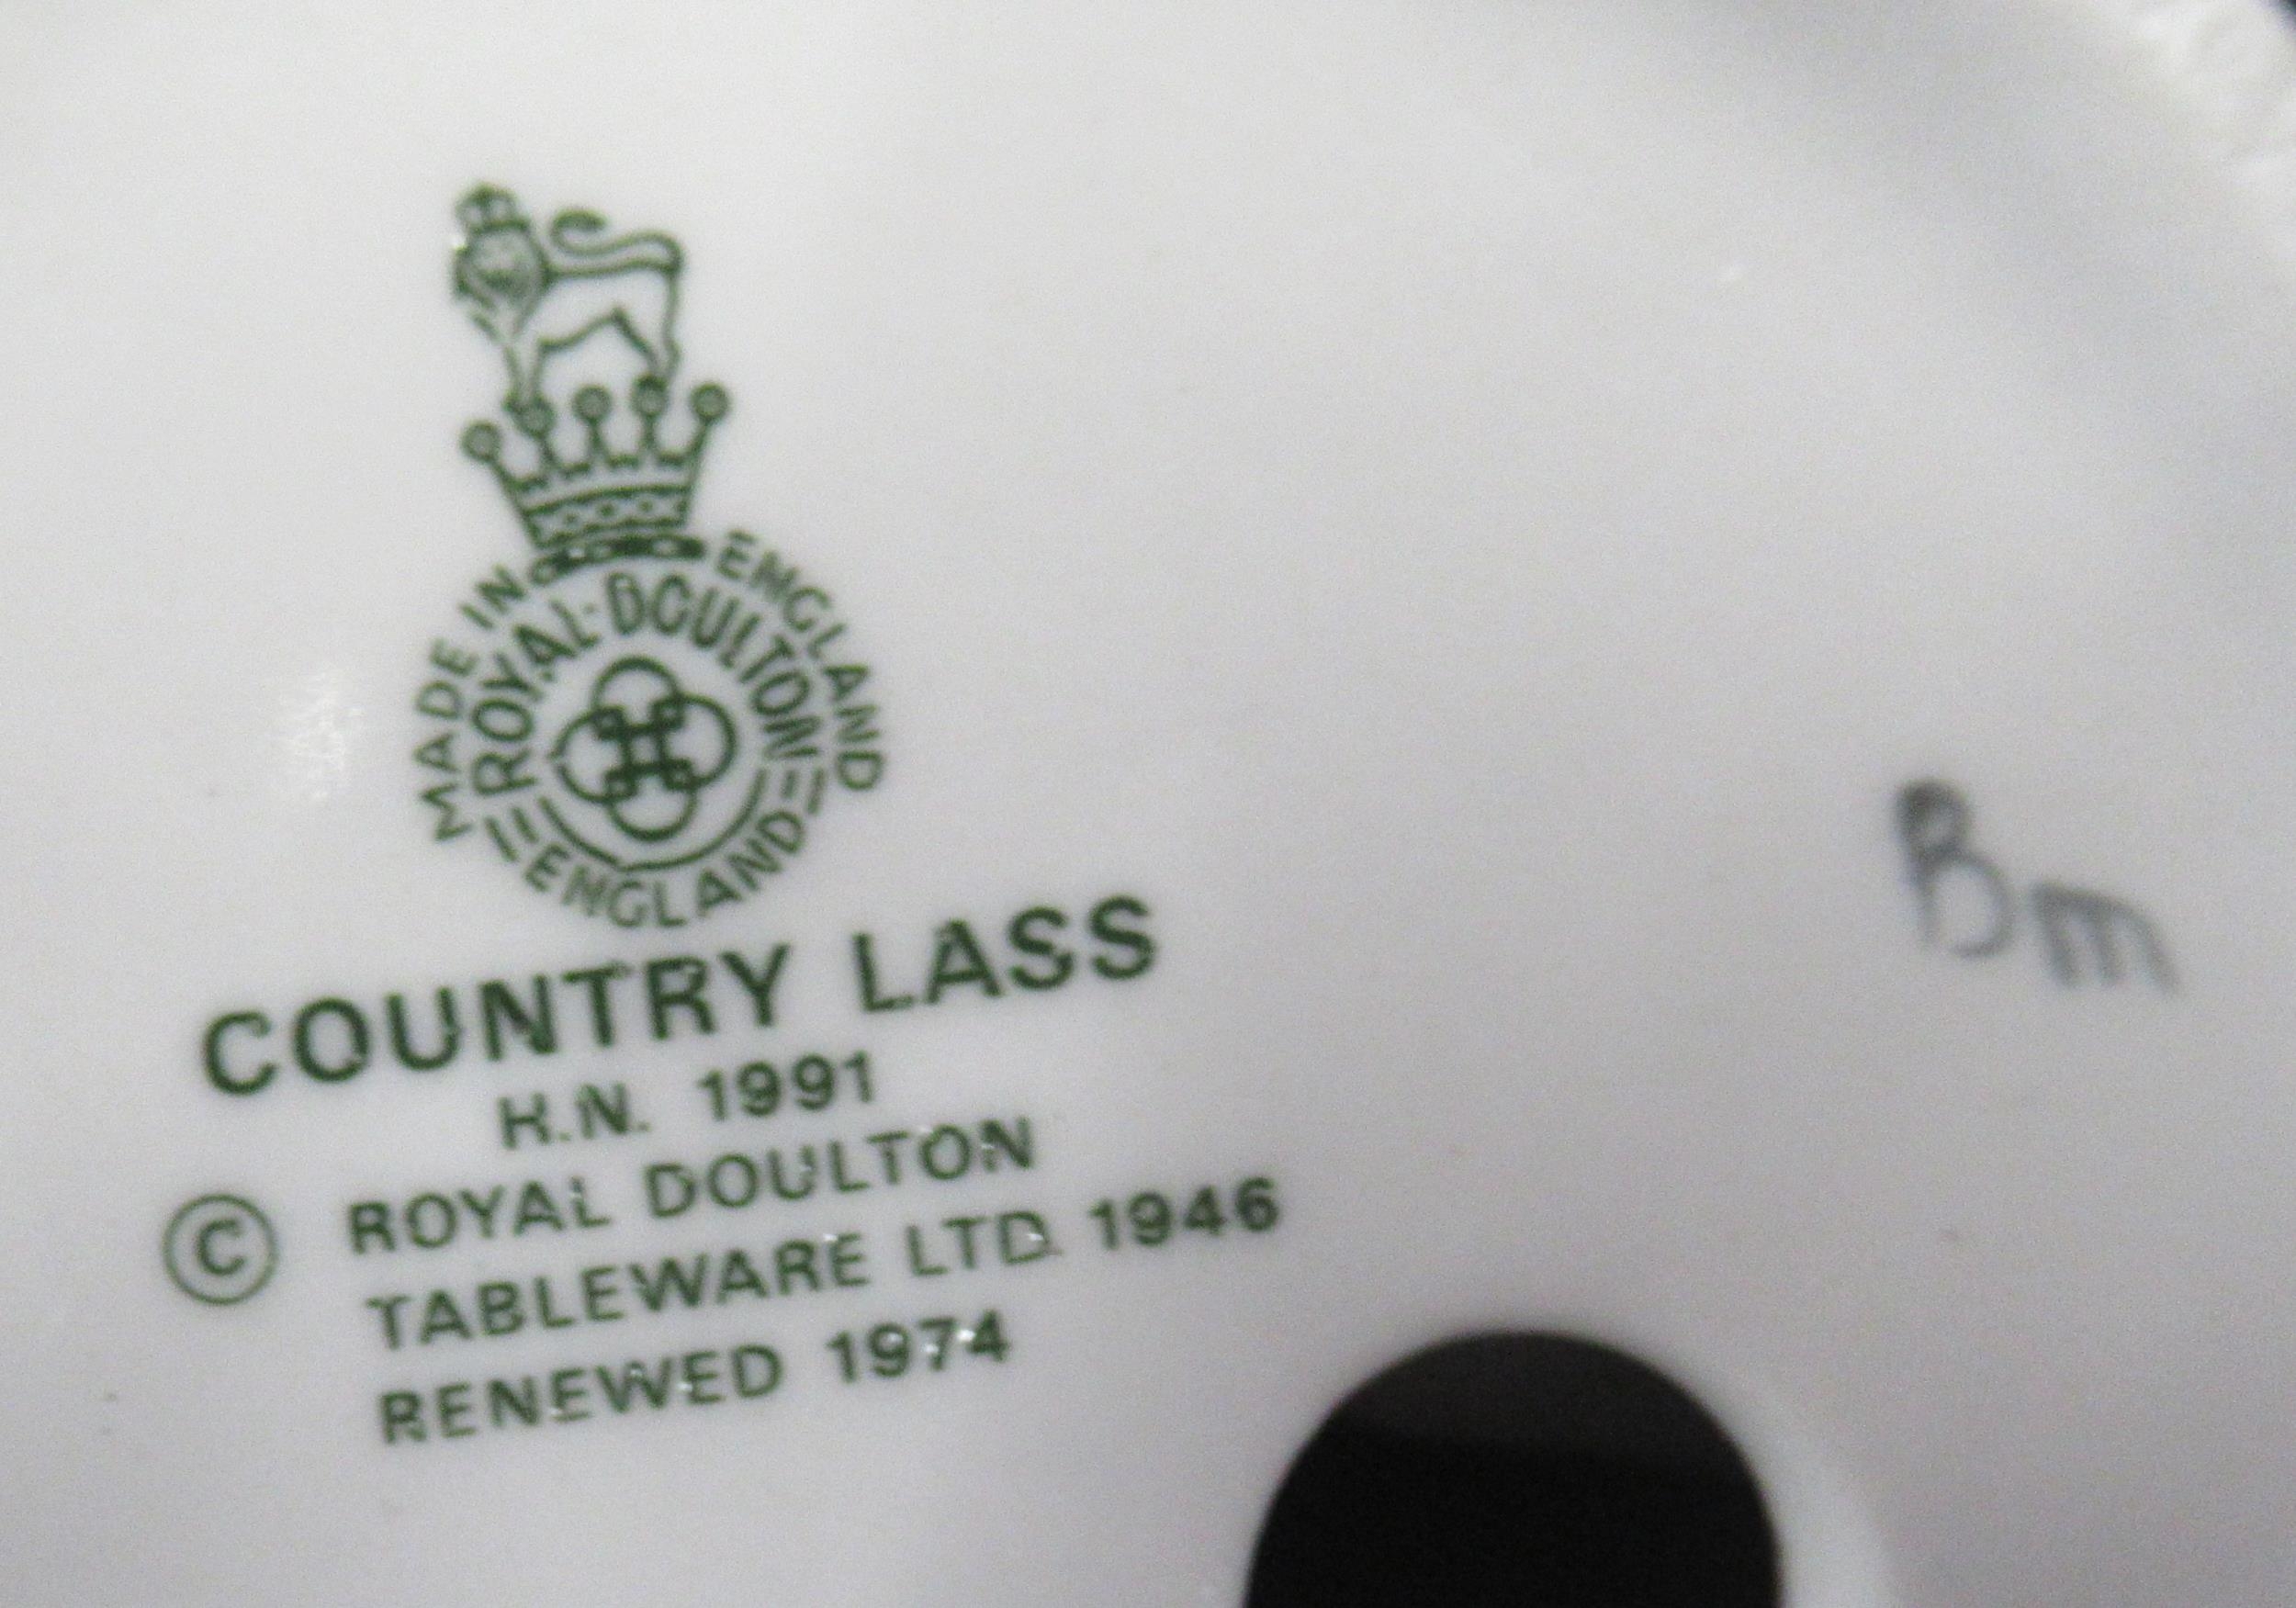 MADE IN ENGLAND
ROYAL·DOULTON
ENGLAND
COUNTRY LASS
H.N. 1991
© ROYAL DOULTON
TABLEWARE LTD. 1946
RENEWED 1974
Bm